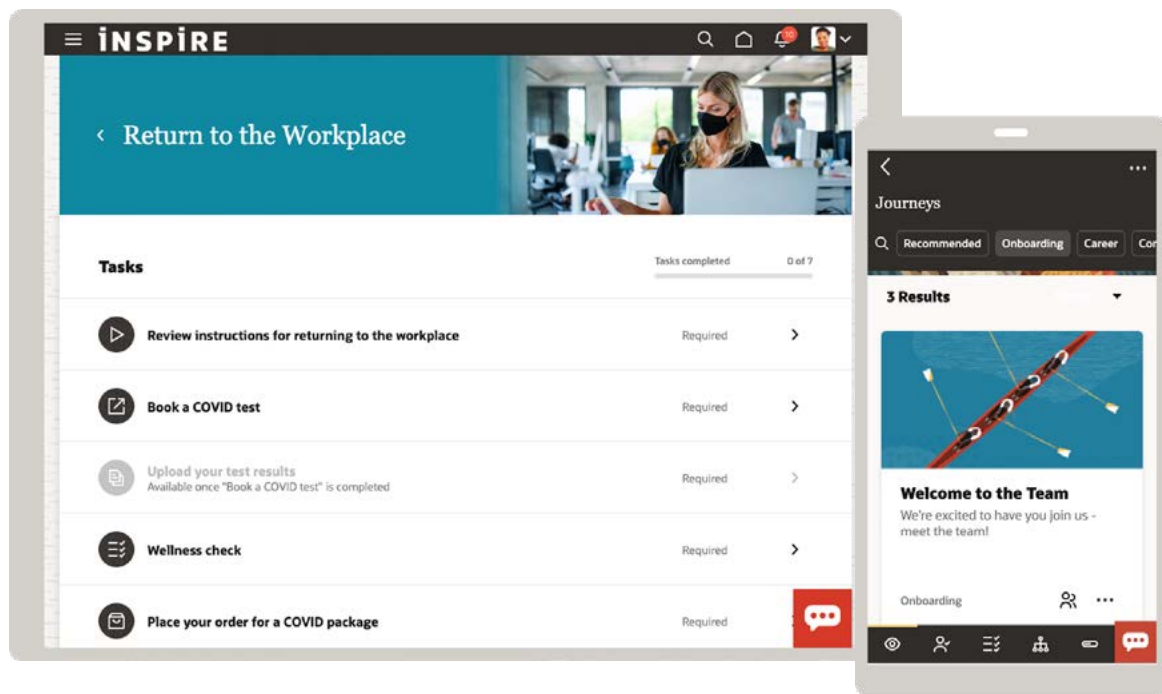 iNSPiRE
10
Return to the Workplace
Tasks
Tasks completed 0 of 7
Review instructions for returning to the workplace Required
Book a COVID test Required
Upload your test results
Available once "Book a COVID test" is completed
Required
Wellness check Required
Place your order for a COVID package Required
Journeys
Recommended Onboarding Career
3 Results
Welcome to the Team
We're excited to have you join us -
meet the team!
Onboarding